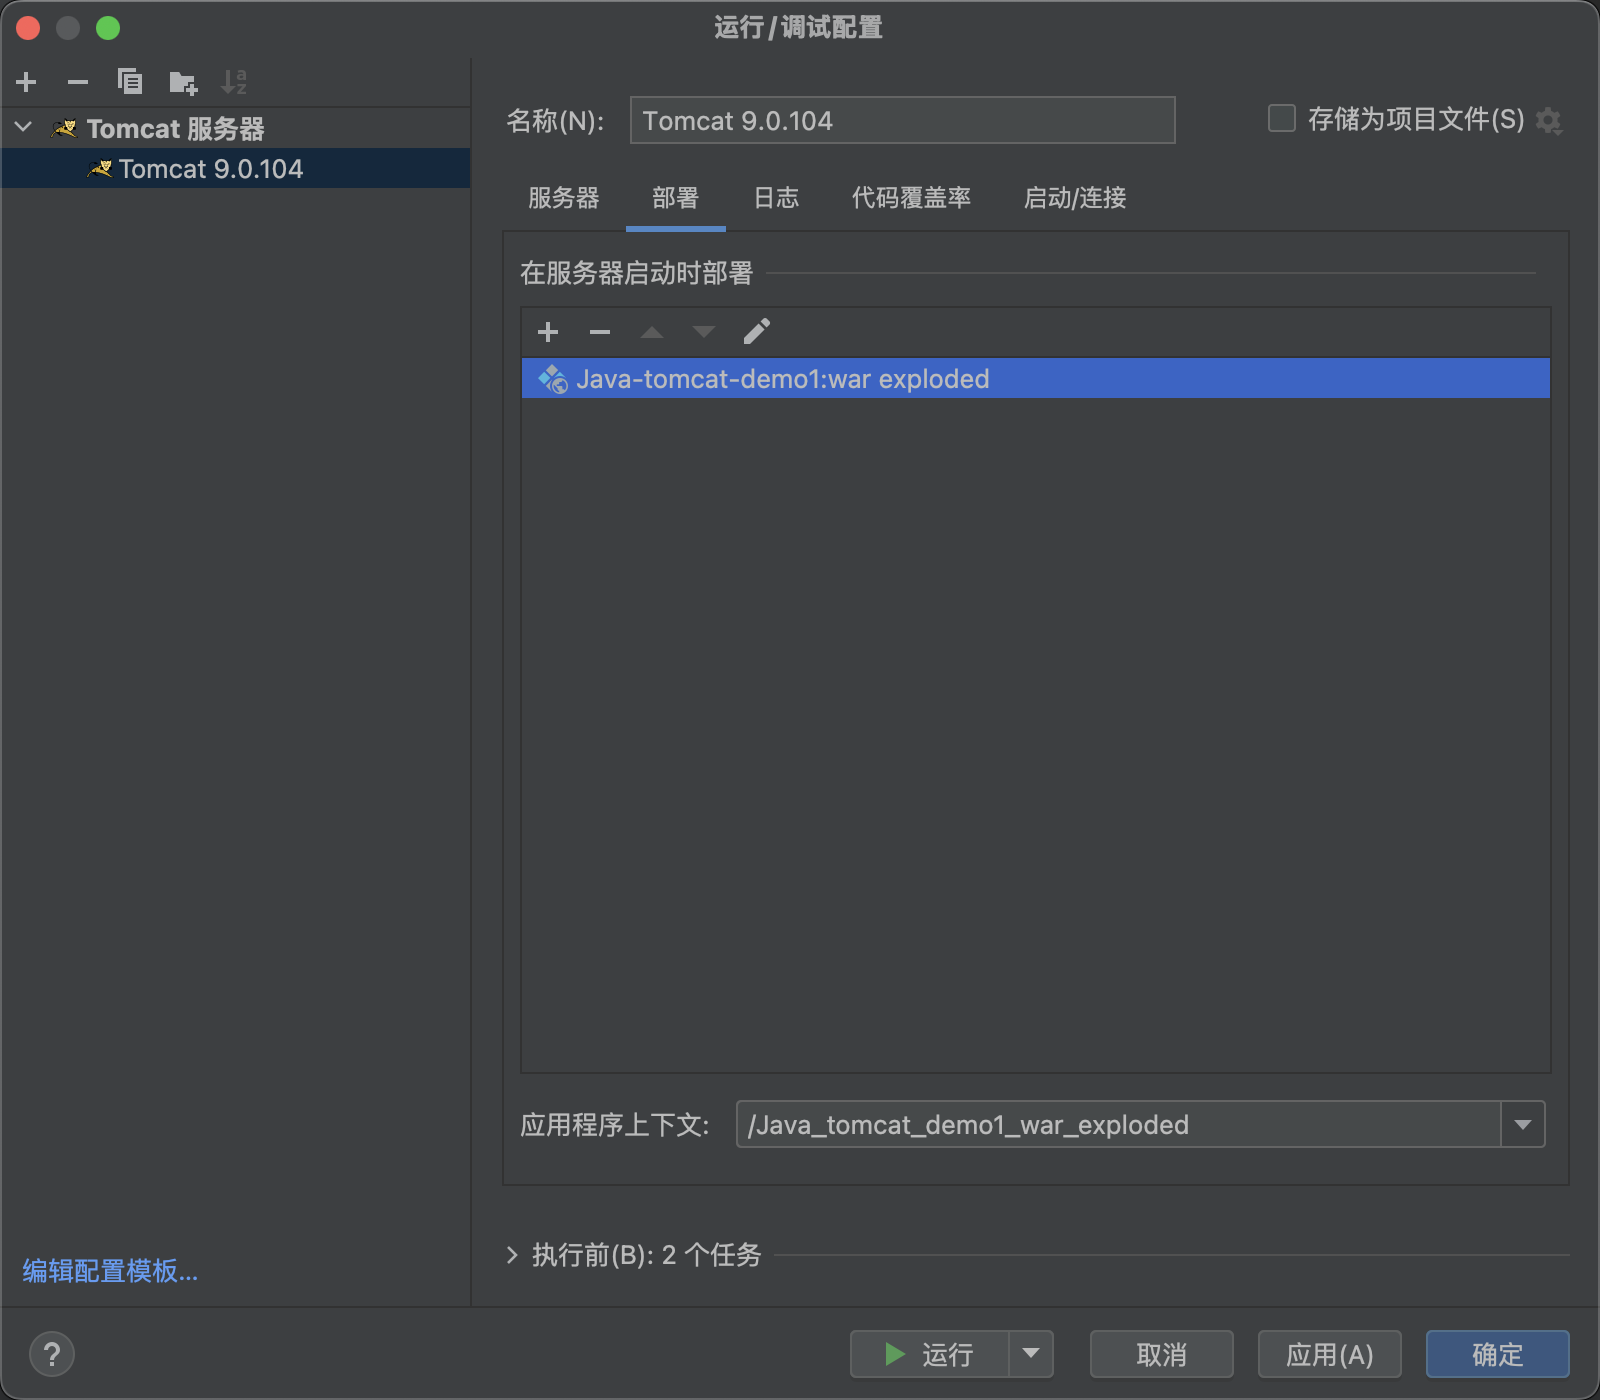 运行/调试配置
Tomcat 服务器
Tomcat 9.0.104
编辑配置模板...
名称(N):
Tomcat 9.0.104
存储为项目文件(S)
服务器
部署
日志
代码覆盖率
启动/连接
在服务器启动时部署
Java-tomcat-demo1:war exploded
应用程序上下文:
/Java_tomcat_demo1_war_exploded
执行前(B): 2 个任务
?
运行
取消
应用(A)
确定